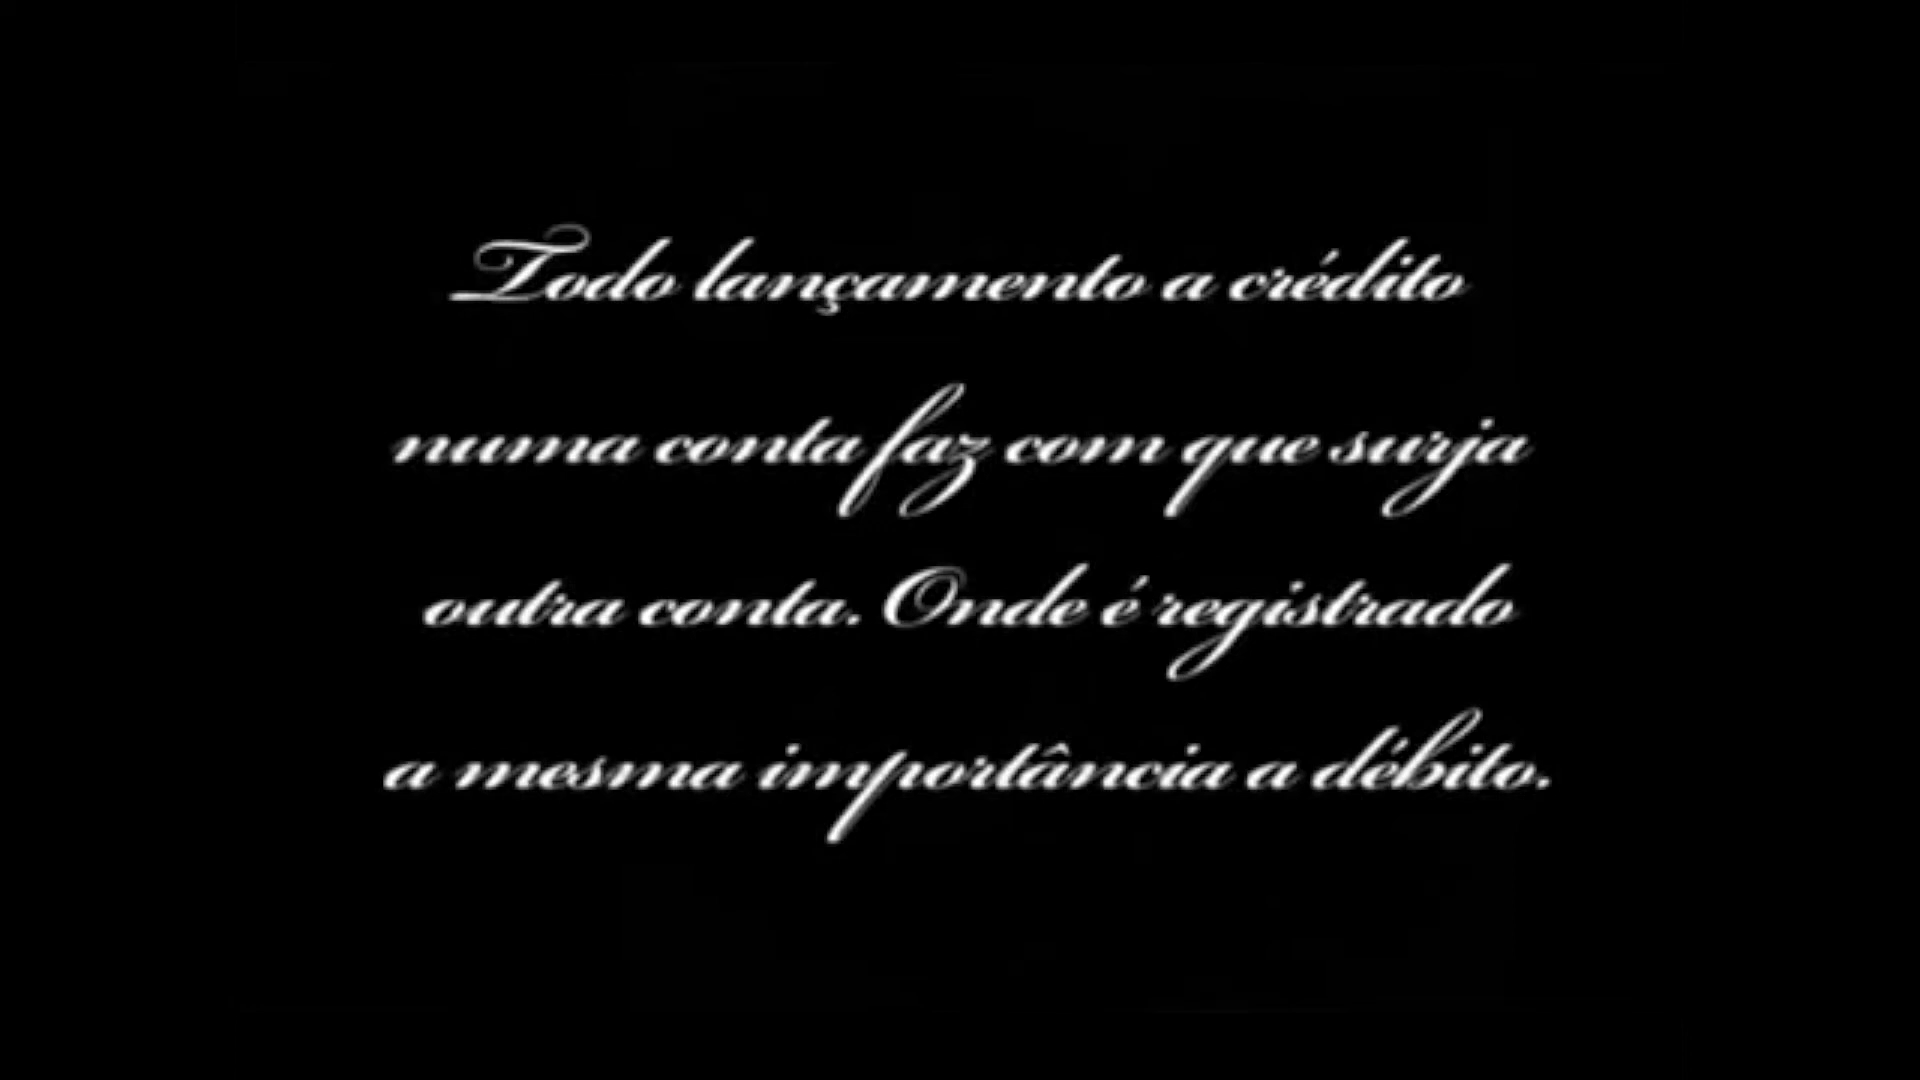 Todo lançamento a crédito
numa conta faz com que surja
outra conta. Onde é registrado
a mesma importância a débito.